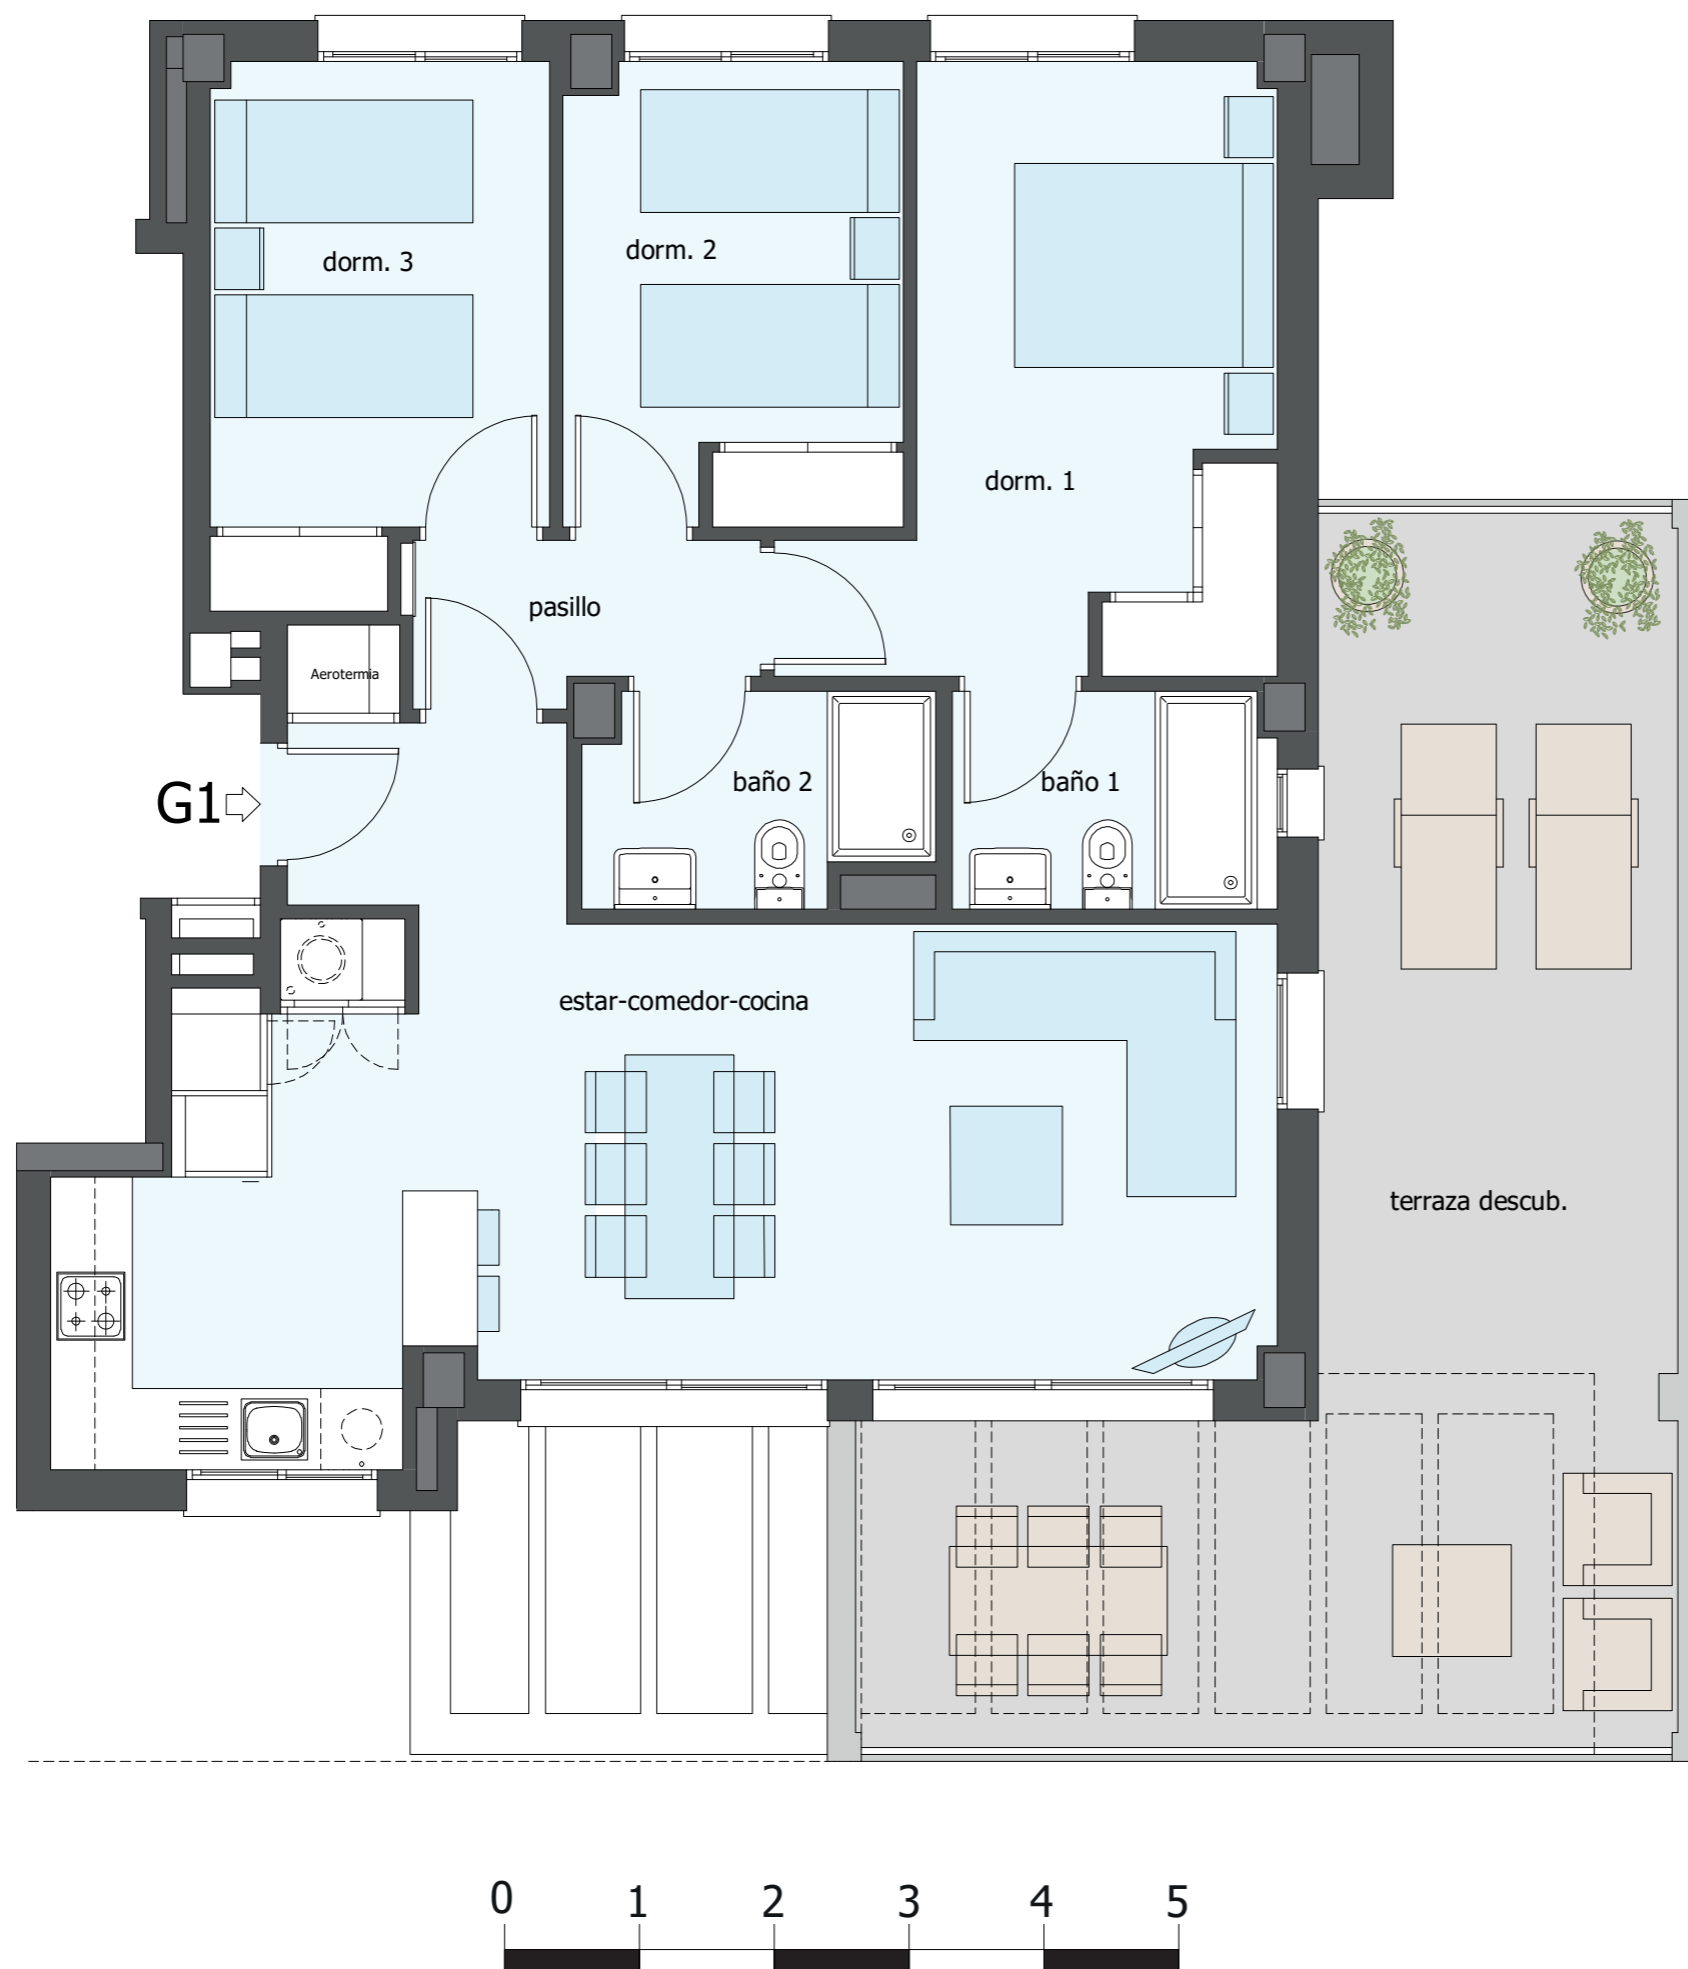 dorm. 3
dorm. 2
dorm. 1
pasillo
Aerotermia
G1
baño 2
baño 1
estar-comedor-cocina
terraza descub.
0 1 2 3 4 5